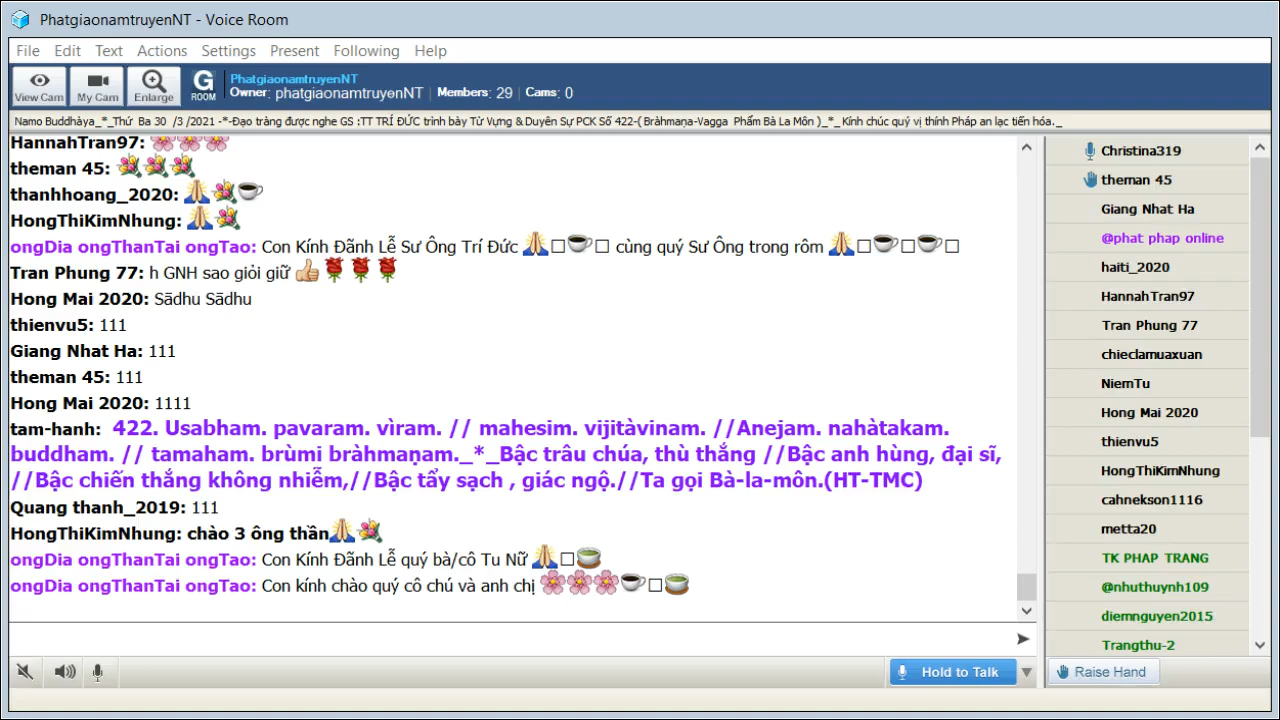 PhatgiaonamtruyenNT - Voice Room
File Edit Text Actions Settings Present Following Help
View Cam My Cam Enlarge G ROOM
PhatgiaonamtruyenNT
Owner: phatgiaonamtruyenNT Members: 29 Cams: 0
Namo Buddhàya_*_Thứ Ba 30 /3 /2021 -*-Đạo tràng được nghe GS :TT TRÍ ĐỨC trình bày Từ Vựng & Duyên Sự PCK Số 422-( Bràhmaṇa-Vagga Phẩm Bà La Môn )_*_ Kính chúc quý vị thính Pháp an lạc tiến hóa._
HannahTran97:
theman 45:
thanhhoang_2020:
HongThiKimNhung:
ongDia ongThanTai ongTao: Con Kính Đãnh Lễ Sư Ông Trí Đức cùng quý Sư Ông trong rôm
Tran Phung 77: h GNH sao giỏi giữ
Hong Mai 2020: Sādhu Sādhu
thienvu5: 111
Giang Nhat Ha: 111
theman 45: 111
Hong Mai 2020: 1111
tam-hanh: 422. Usabham. pavaram. vìram. // mahesim. vijitàvinam. //Anejam. nahàtakam.
buddham. // tamaham. brùmi bràhmaṇam._*_Bậc trâu chúa, thù thắng //Bậc anh hùng, đại sĩ,
//Bậc chiến thắng không nhiễm,//Bậc tẩy sạch , giác ngộ.//Ta gọi Bà-la-môn.(HT-TMC)
Quang thanh_2019: 111
HongThiKimNhung: chào 3 ông thần
ongDia ongThanTai ongTao: Con Kính Đãnh Lễ quý bà/cô Tu Nữ
ongDia ongThanTai ongTao: Con kính chào quý cô chú và anh chị
Hold to Talk
Christina319
theman 45
Giang Nhat Ha
@phat phap online
haiti_2020
HannahTran97
Tran Phung 77
chieclamuaxuan
NiemTu
Hong Mai 2020
thienvu5
HongThiKimNhung
cahnekson1116
metta20
TK PHAP TRANG
@nhuthuynh109
diemnguyen2015
Trangthu-2
Raise Hand